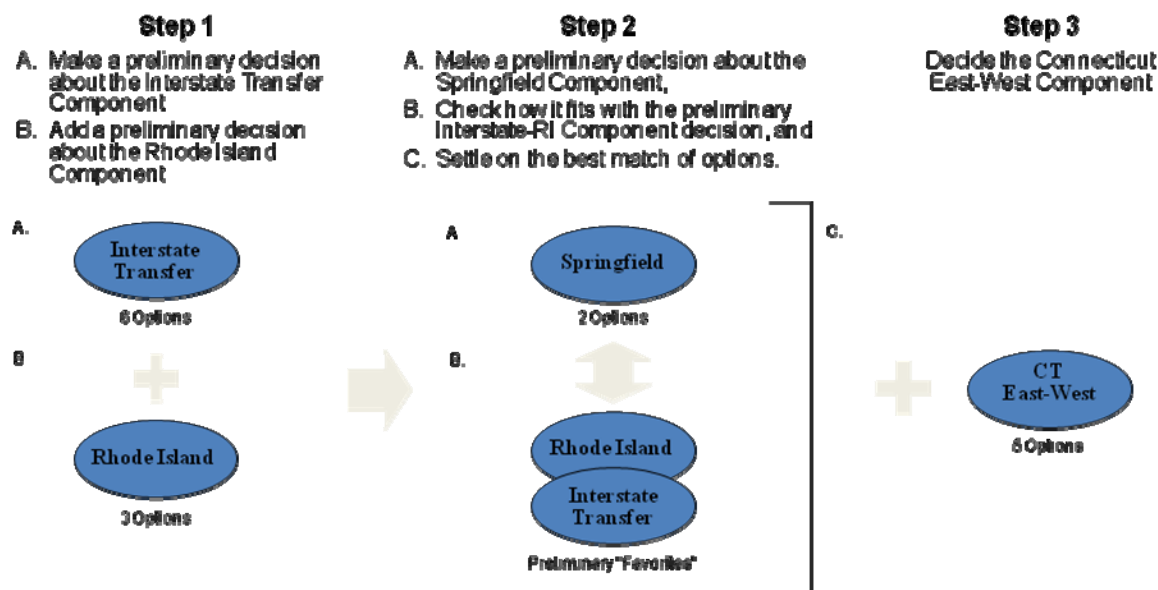 Step 1
A. Make a preliminary decision
about the Interstate Transfer
Component
B. Add a preliminary decision
about the Rhode Island
Component
Step 2
A. Make a preliminary decision about the
Springfield Component,
B. Check how it fits with the preliminary
Interstate-RI Component decision, and
C. Settle on the best match of options.
Step 3
Decide the Connecticut
East-West Component
A.
Interstate
Transfer
6 Options
B
Rhode Island
3 Options
A
Springfield
2 Options
B.
Rhode Island
Interstate
Transfer
Preliminary "Favorites"
C.
CT
East-West
5 Options